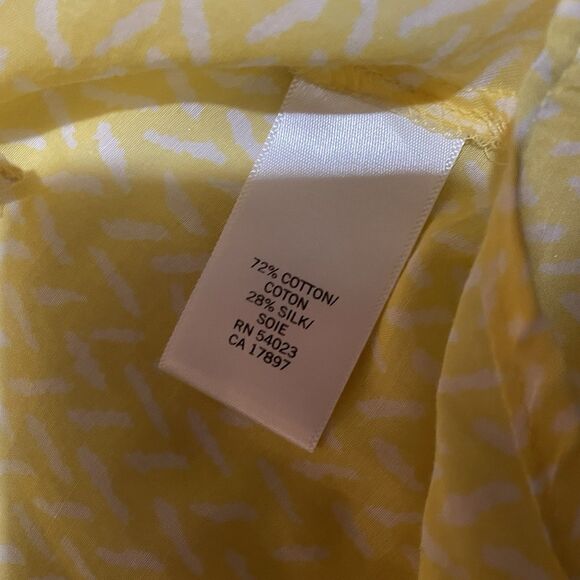 72% COTTON/
COTON
28% SILK/
SOIE
RN 54023
CA 17897